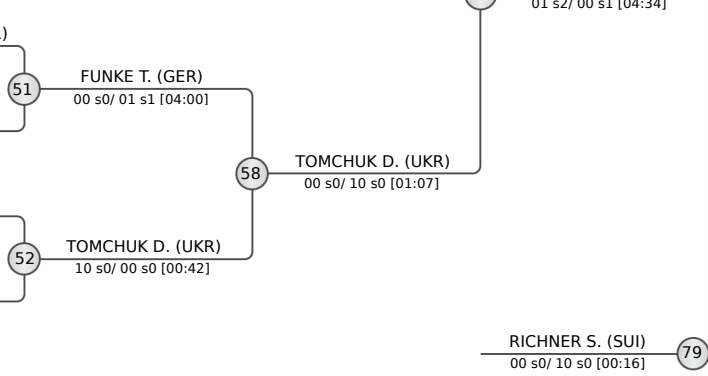 01 s2/ 00 s1 [04:34]
)
FUNKE T. (GER)
51
00 s0/ 01 s1 [04:00]
TOMCHUK D. (UKR)
58
00 s0/ 10 s0 [01:07]
TOMCHUK D. (UKR)
52
10 s0/ 00 s0 [00:42]
RICHNER S. (SUI)
79
00 s0/ 10 s0 [00:16]